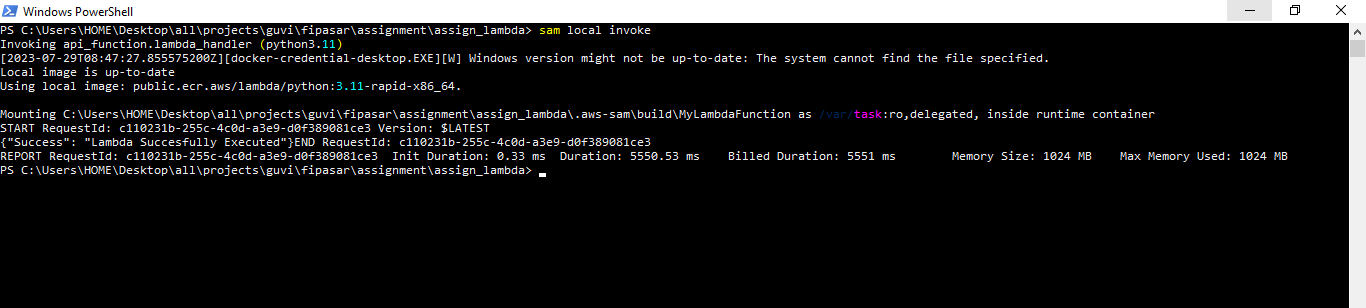 Windows PowerShell
PS C:\Users\HOME\Desktop\all\projects\guvi\fipasar\assignment\assign_lambda> sam local invoke
Invoking api_function.lambda_handler (python3.11)
[2023-07-29T08:47:27.855575200Z][docker-credential-desktop.EXE][W] Windows version might not be up-to-date: The system cannot find the file specified.
Local image is up-to-date
Using local image: public.ecr.aws/lambda/python:3.11-rapid-x86_64.
Mounting C:\Users\HOME\Desktop\all\projects\guvi\fipasar\assignment\assign_lambda\.aws-sam\build\MyLambdaFunction as /var/task:ro,delegated, inside runtime container
START RequestId: c110231b-255c-4c0d-a3e9-d0f389081ce3 Version: $LATEST
{"Success": "Lambda Succesfully Executed"}END RequestId: c110231b-255c-4c0d-a3e9-d0f389081ce3
REPORT RequestId: c110231b-255c-4c0d-a3e9-d0f389081ce3  Init Duration: 0.33 ms  Duration: 5550.53 ms    Billed Duration: 5551 ms        Memory Size: 1024 MB    Max Memory Used: 1024 MB
PS C:\Users\HOME\Desktop\all\projects\guvi\fipasar\assignment\assign_lambda>